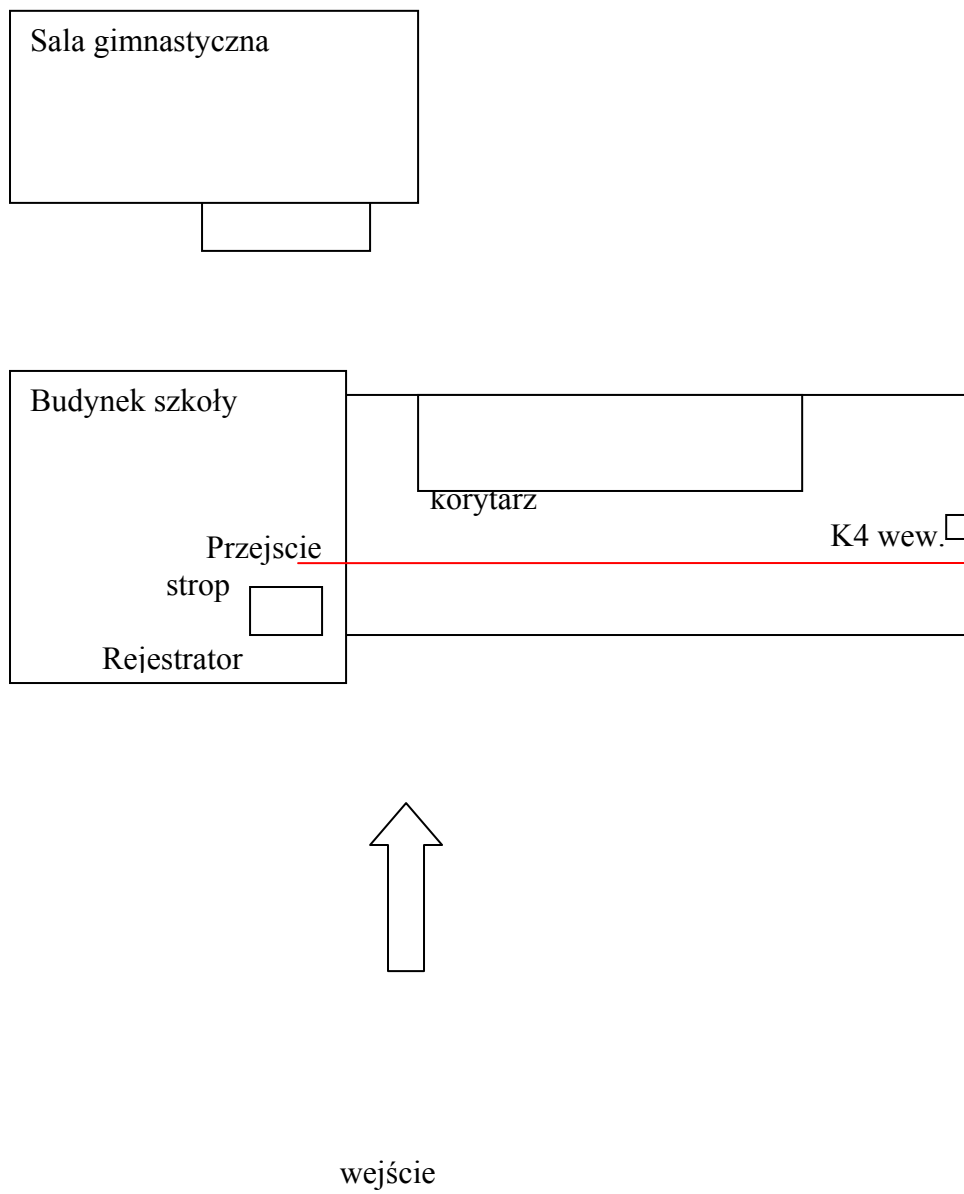 Sala gimnastyczna
Budynek szkoły
korytarz
K4 wew.
Przejscie
strop
Rejestrator
wejście